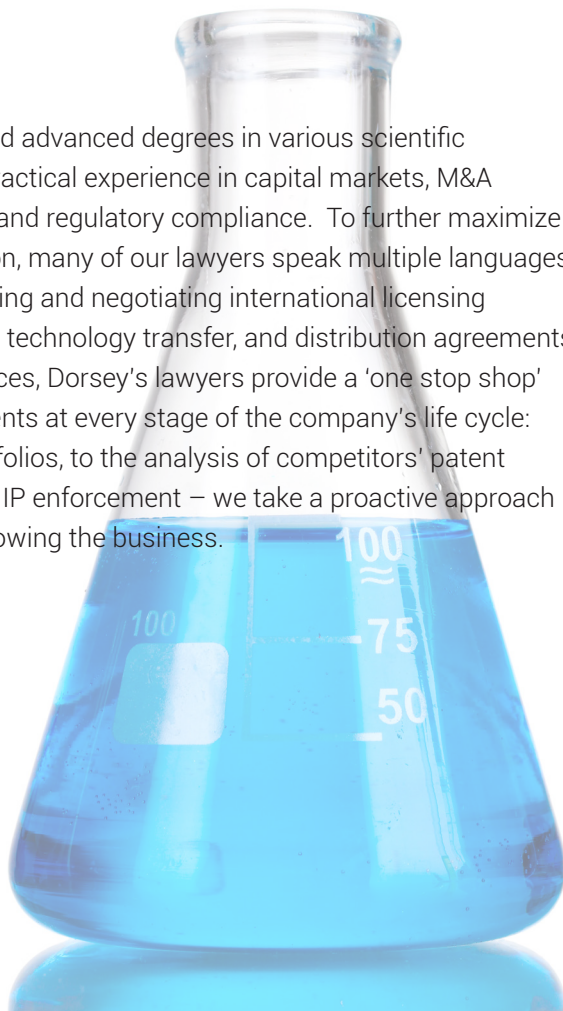 d advanced degrees in various scientific
actical experience in capital markets, M&A
and regulatory compliance.  To further maximize
on, many of our lawyers speak multiple languages
ing and negotiating international licensing
technology transfer, and distribution agreements
ces, Dorsey’s lawyers provide a ‘one stop shop’
ents at every stage of the company’s life cycle:
folios, to the analysis of competitors’ patent
IP enforcement – we take a proactive approach
owing the business.
100
100
75
50